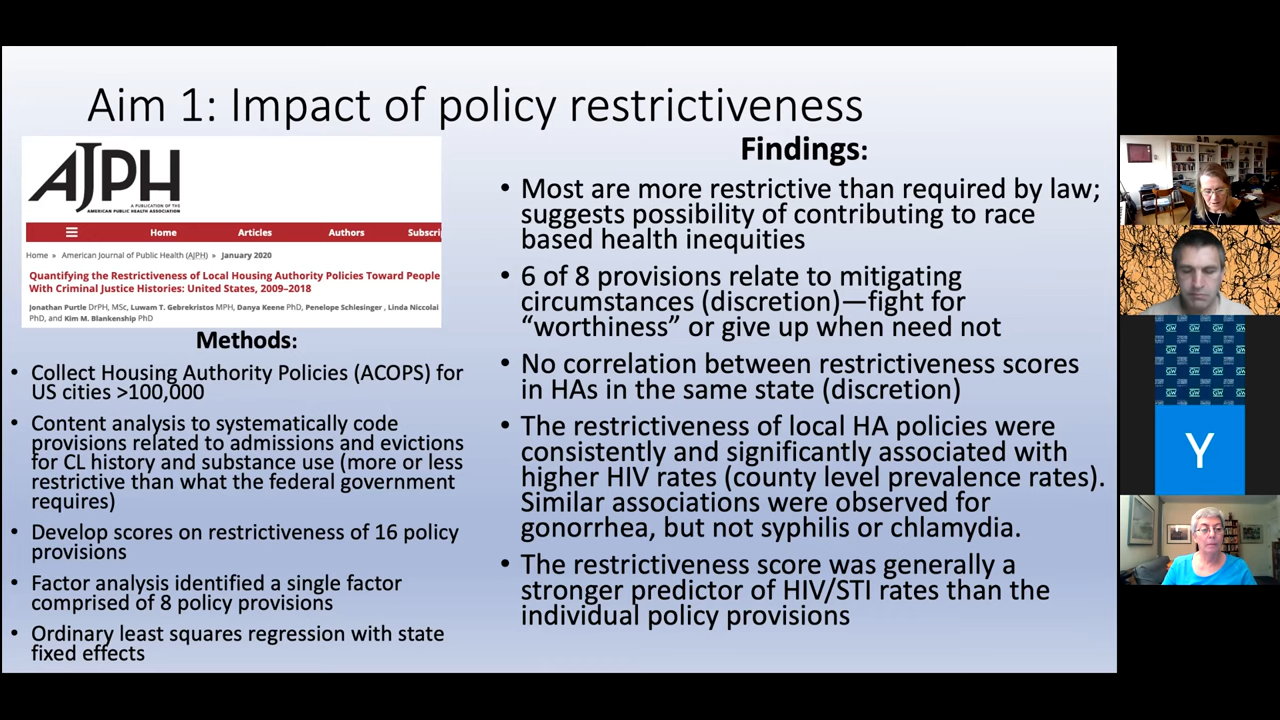 Aim 1: Impact of policy restrictiveness
AJPH
A PUBLICATION OF THE
AMERICAN PUBLIC HEALTH ASSOCIATION
Home Articles Authors Subscri
Home » American Journal of Public Health (AJPH) » January 2020
Quantifying the Restrictiveness of Local Housing Authority Policies Toward People
With Criminal Justice Histories: United States, 2009–2018
Jonathan Purtle DrPH, MSc, Luwam T. Gebrekristos MPH, Danya Keene PhD, Penelope Schlesinger , Linda Niccolai
PhD, and Kim M. Blankenship PhD
Methods:
• Collect Housing Authority Policies (ACOPS) for
US cities >100,000
• Content analysis to systematically code
provisions related to admissions and evictions
for CL history and substance use (more or less
restrictive than what the federal government
requires)
• Develop scores on restrictiveness of 16 policy
provisions
• Factor analysis identified a single factor
comprised of 8 policy provisions
• Ordinary least squares regression with state
fixed effects
Findings:
• Most are more restrictive than required by law;
suggests possibility of contributing to race
based health inequities
• 6 of 8 provisions relate to mitigating
circumstances (discretion)—fight for
“worthiness” or give up when need not
• No correlation between restrictiveness scores
in HAs in the same state (discretion)
• The restrictiveness of local HA policies were
consistently and significantly associated with
higher HIV rates (county level prevalence rates).
Similar associations were observed for
gonorrhea, but not syphilis or chlamydia.
• The restrictiveness score was generally a
stronger predictor of HIV/STI rates than the
individual policy provisions
GW
Y